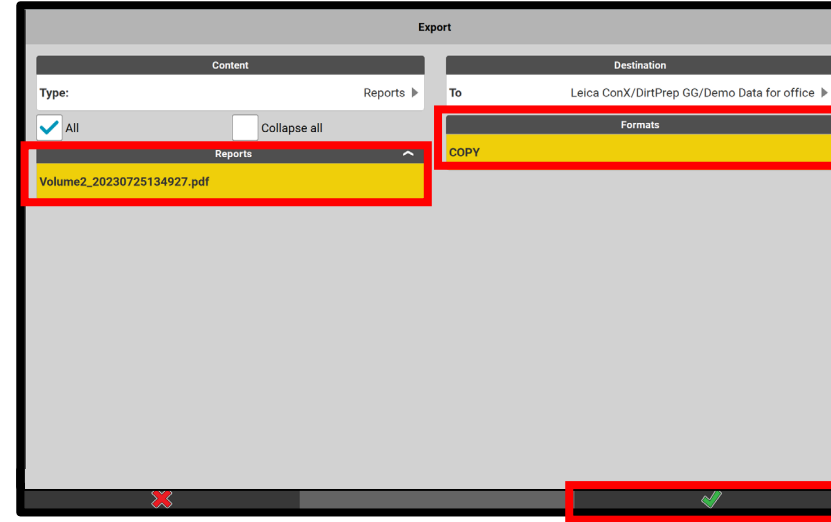 Export
Content
Type: Reports
All Collapse all
Reports
Volume2_20230725134927.pdf
Destination
To Leica ConX/DirtPrep GG/Demo Data for office
Formats
COPY